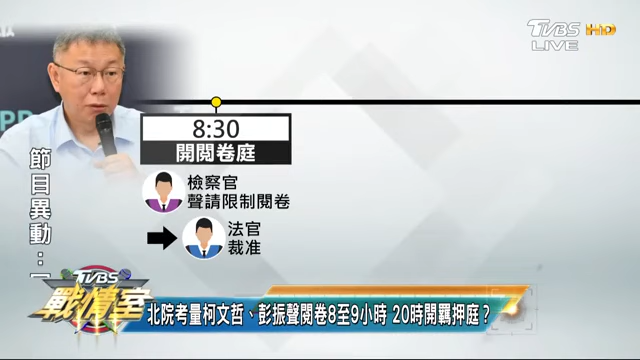 TVBS HD
LIVE
8:30
開閱卷庭
檢察官
聲請限制閱卷
法官
裁准
節目異動：
TVBS
戰情室
北院考量柯文哲、彭振聲閱卷8至9小時 20時開羈押庭？